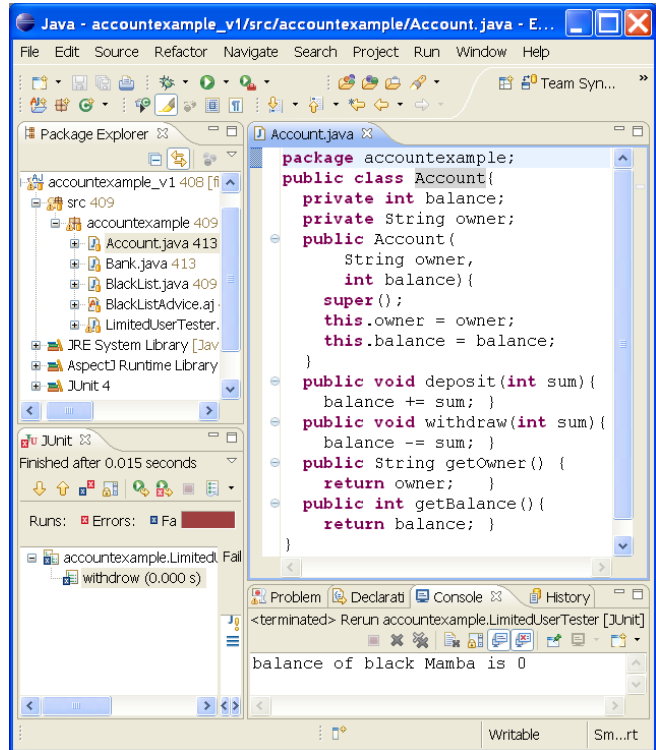 Java - accountexample_v1/src/accountexample/Account.java - E...
File Edit Source Refactor Navigate Search Project Run Window Help
Team Syn... »
Package Explorer
accountexample_v1 408 [fi
src 409
accountexample 409
Account.java 413
Bank.java 413
BlackList.java 409
BlackListAdvice.aj
LimitedUserTester.
JRE System Library [Jav
AspectJ Runtime Library
JUnit 4
Account.java
package accountexample;
public class Account{
private int balance;
private String owner;
public Account(
String owner,
int balance){
super();
this.owner = owner;
this.balance = balance;
}
public void deposit(int sum){
balance += sum; }
public void withdraw(int sum){
balance -= sum; }
public String getOwner() {
return owner; }
public int getBalance(){
return balance; }
}
JUnit
Finished after 0.015 seconds
Runs: Errors: Fa
accountexample.Limited Fail
withdrow (0.000 s)
Problem Declarati Console History
<terminated> Rerun accountexample.LimitedUserTester [JUnit]
balance of black Mamba is 0
Writable Sm...rt